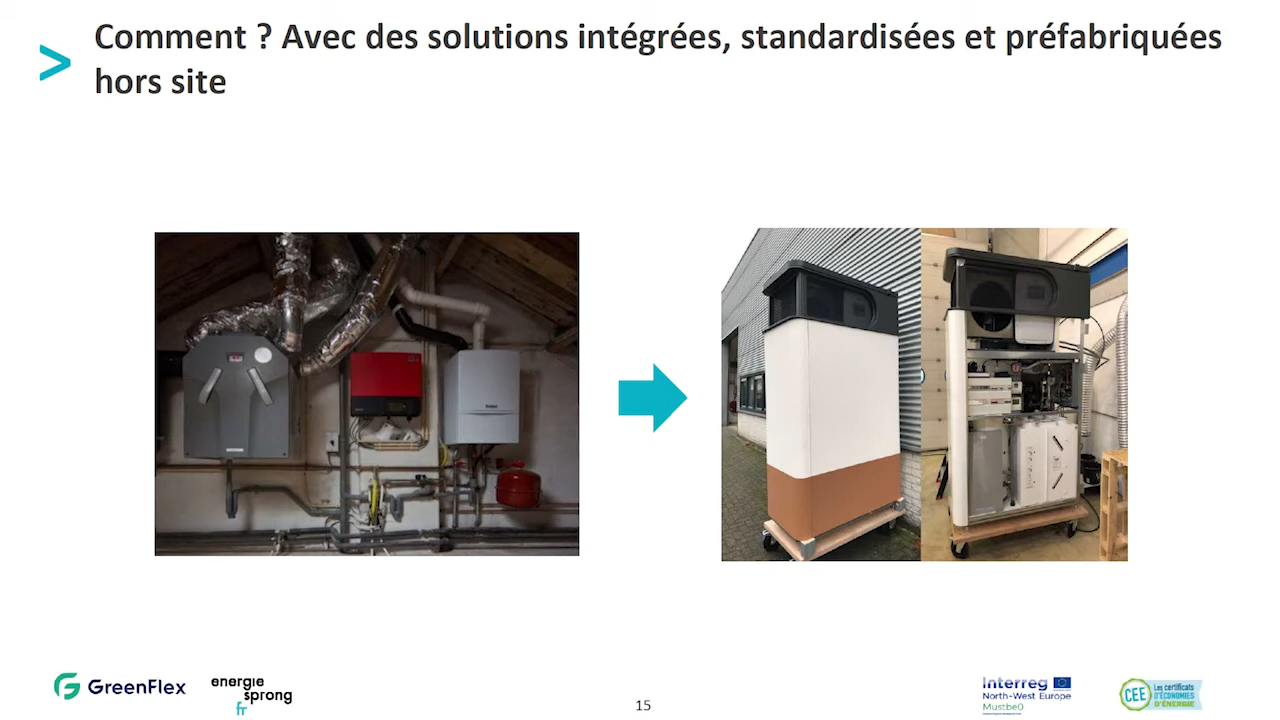 > Comment ? Avec des solutions intégrées, standardisées et préfabriquées
hors site
GreenFlex
energie
sprong
fr
15
Interreg
North-West Europe
Mustbe0
CEE
Les certificats
D'ÉCONOMIES
D'ÉNERGIE